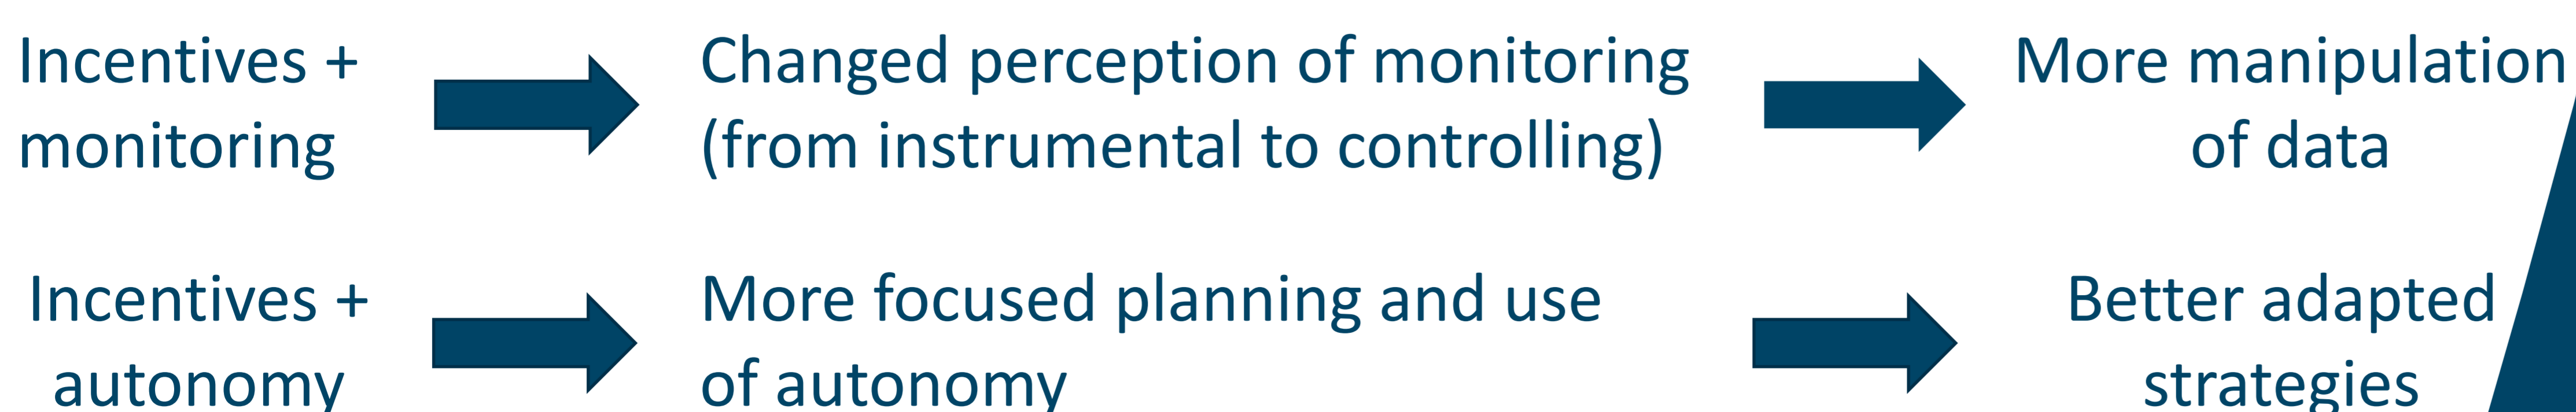 Incentives +
monitoring
Changed perception of monitoring
(from instrumental to controlling)
More manipulation
of data
Incentives +
autonomy
More focused planning and use
of autonomy
Better adapted
strategies